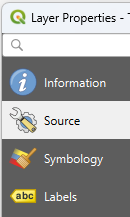 Layer Properties -
Information
Source
Symbology
abc
Labels